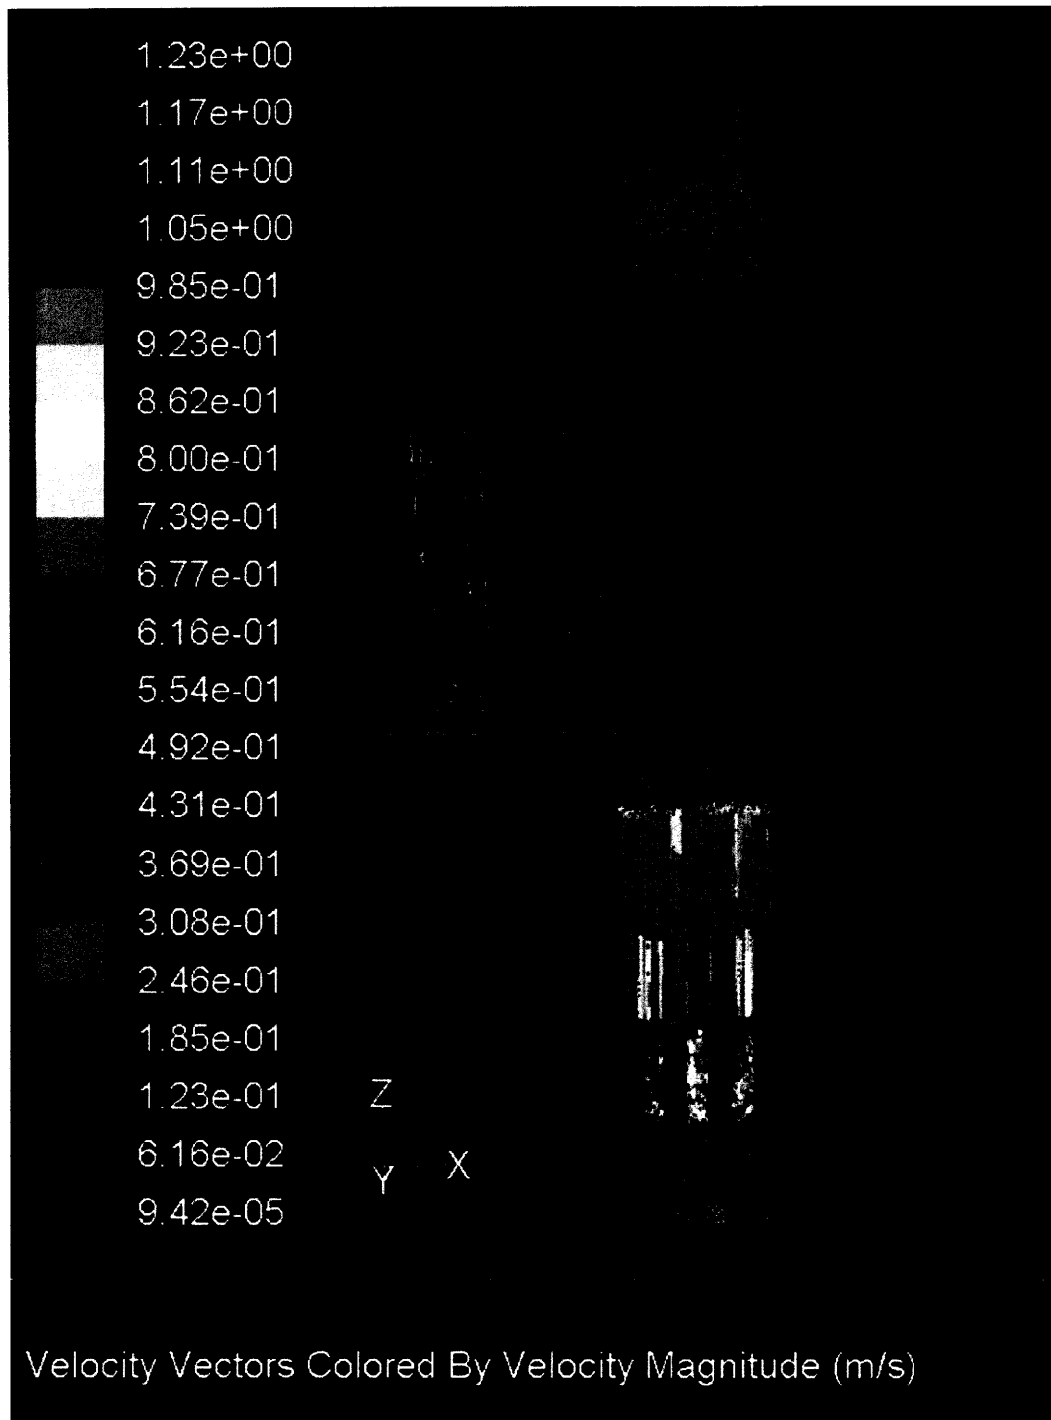 1.23e+00
1.17e+00
1.11e+00
1.05e+00
9.85e-01
9.23e-01
8.62e-01
8.00e-01
7.39e-01
6.77e-01
6.16e-01
5.54e-01
4.92e-01
4.31e-01
3.69e-01
3.08e-01
2.46e-01
1.85e-01
1.23e-01
6.16e-02
9.42e-05
Z
Y
X
Velocity Vectors Colored By Velocity Magnitude (m/s)